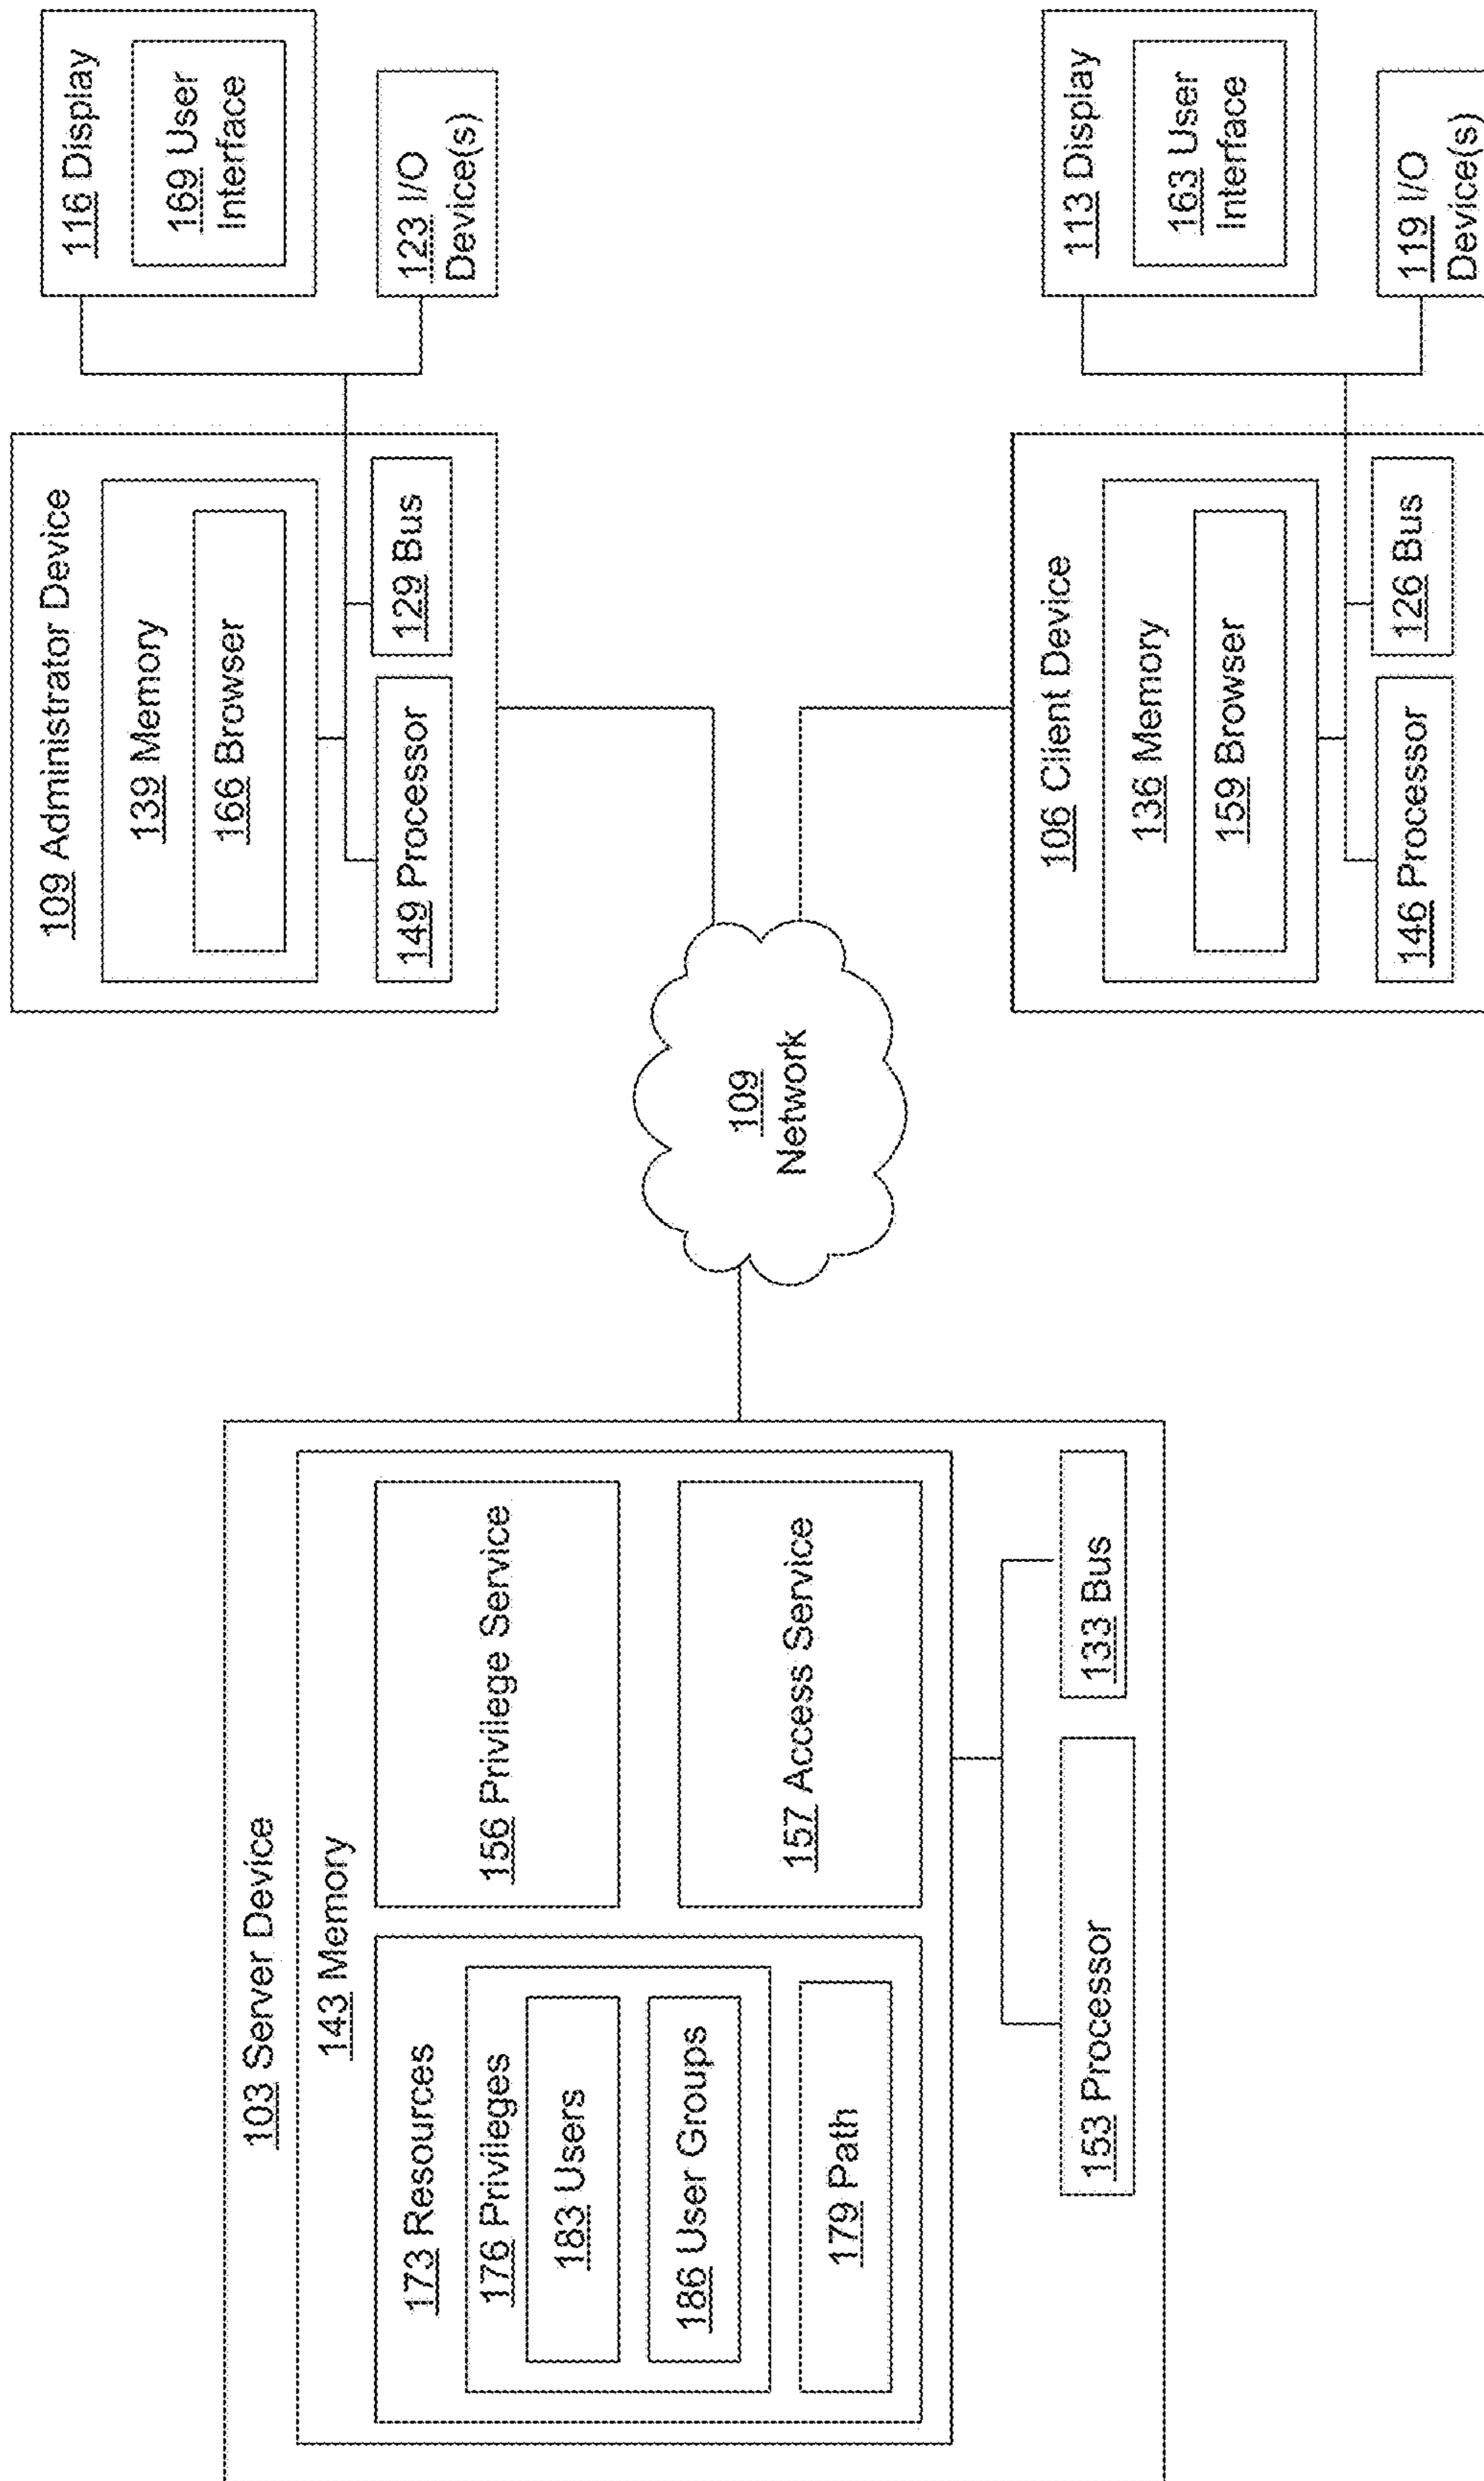 103 Server Device
143 Memory
173 Resources
176 Privileges
183 Users
186 User Groups
179 Path
156 Privilege Service
157 Access Service
153 Processor
133 Bus
109
Network
109 Administrator Device
139 Memory
166 Browser
149 Processor
129 Bus
116 Display
169 User
Interface
123 I/O
Device(s)
106 Client Device
136 Memory
159 Browser
146 Processor
126 Bus
113 Display
163 User
Interface
119 I/O
Device(s)